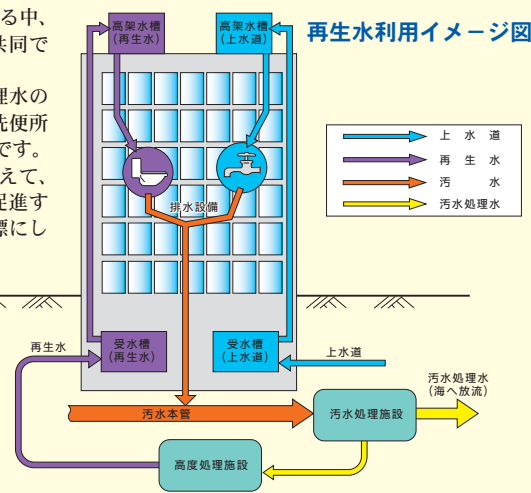 る中、
共同で
理水の
洗便所
です。
えて、
足進す
標にし
再生水利用イメージ図
高架水槽
(再生水)
高架水槽
(上水道)
上水道
再生水
汚水
汚水処理水
排水設備
受水槽
(再生水)
受水槽
(上水道)
再生水
上水道
汚水処理水
(海へ放流)
汚水本管
汚水処理施設
高度処理施設